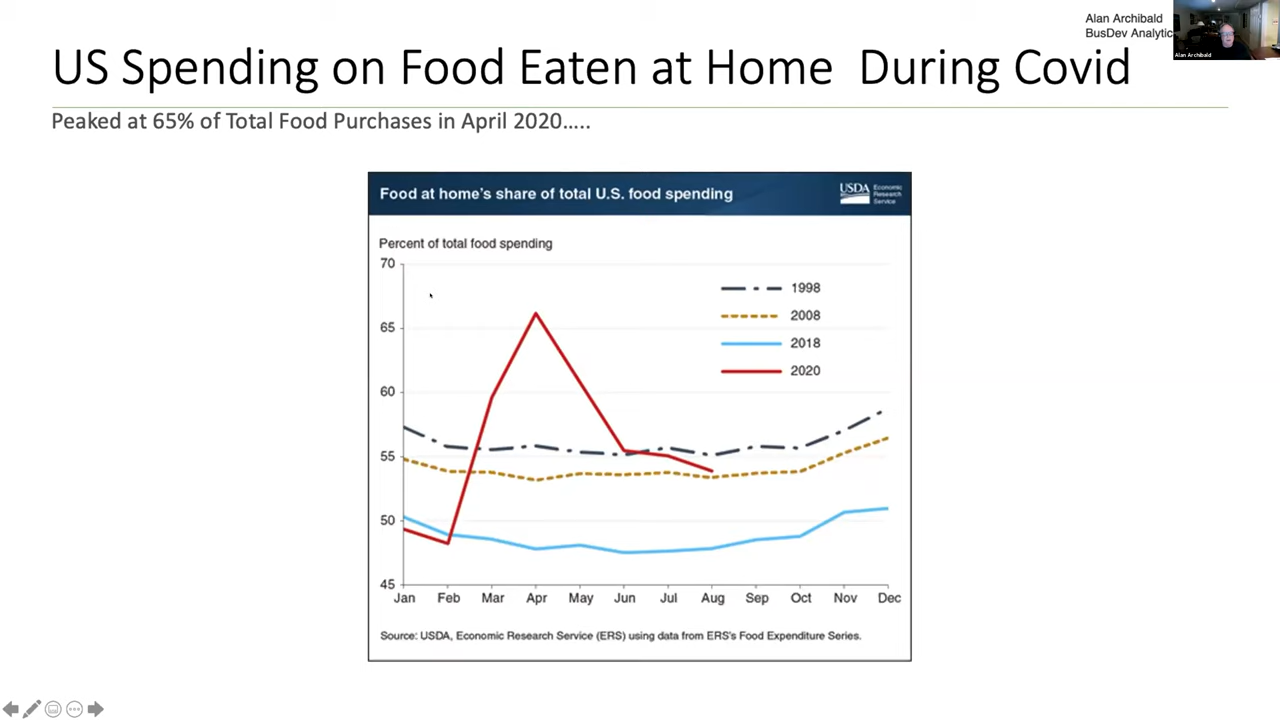 Alan Archibald
BusDev Analytic
Alan Archibald
US Spending on Food Eaten at Home During Covid
Peaked at 65% of Total Food Purchases in April 2020.....
Food at home's share of total U.S. food spending
USDA
Economic
Research
Service
Percent of total food spending
70
65
60
55
50
45
1998
2008
2018
2020
Jan Feb Mar Apr May Jun Jul Aug Sep Oct Nov Dec
Source: USDA, Economic Research Service (ERS) using data from ERS's Food Expenditure Series.